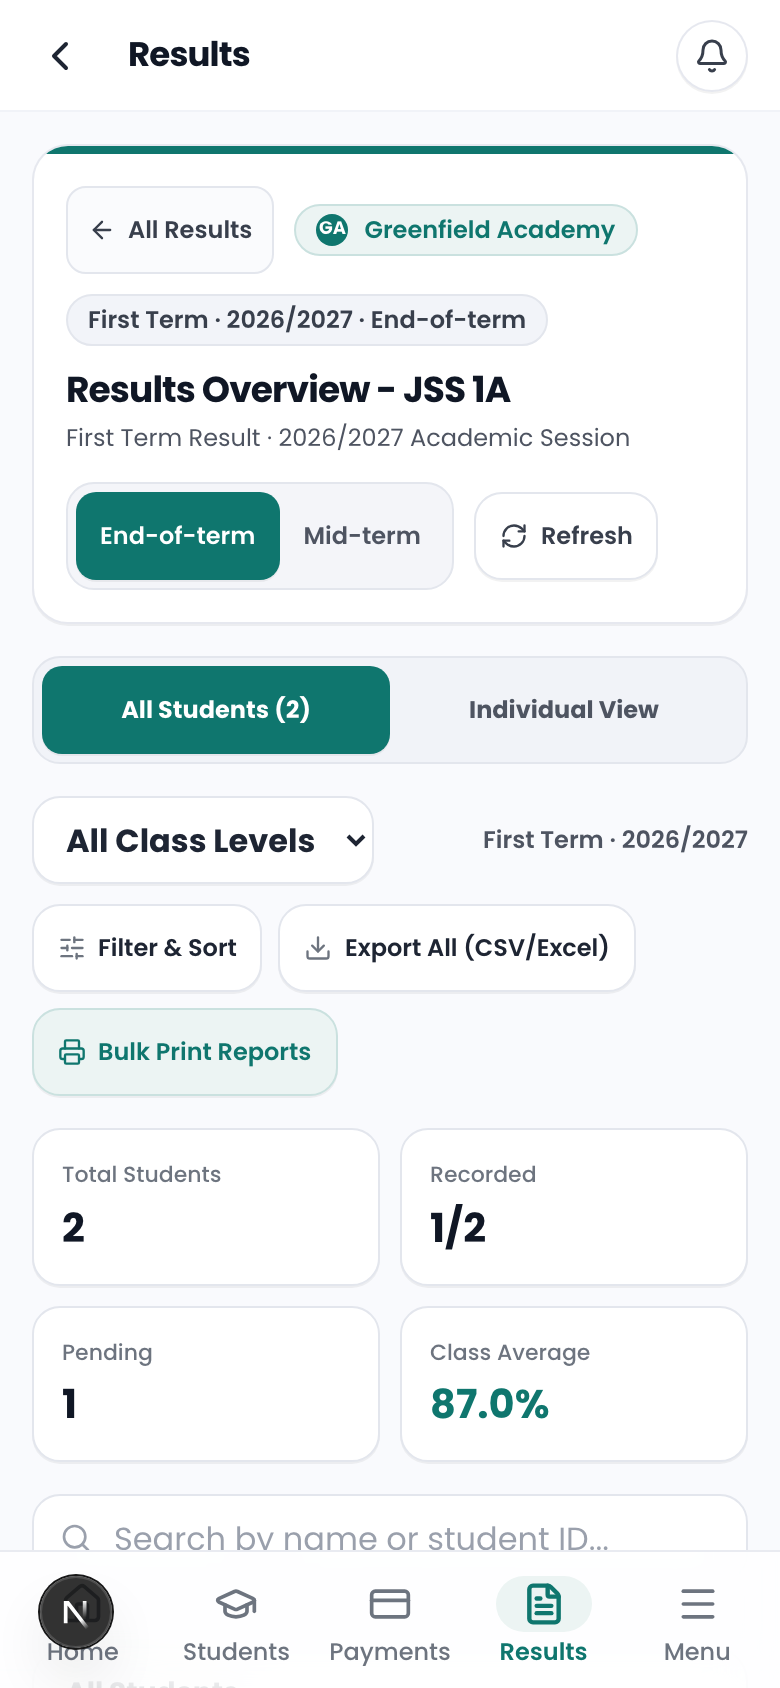 Results
All Results
GA Greenfield Academy
First Term · 2026/2027 · End-of-term
Results Overview - JSS 1A
First Term Result · 2026/2027 Academic Session
End-of-term Mid-term Refresh
All Students (2) Individual View
All Class Levels First Term · 2026/2027
Filter & Sort Export All (CSV/Excel)
Bulk Print Reports
Total Students Recorded
2 1/2
Pending Class Average
1 87.0%
Search by name or student ID...
N
Home Students Payments Results Menu
All Students